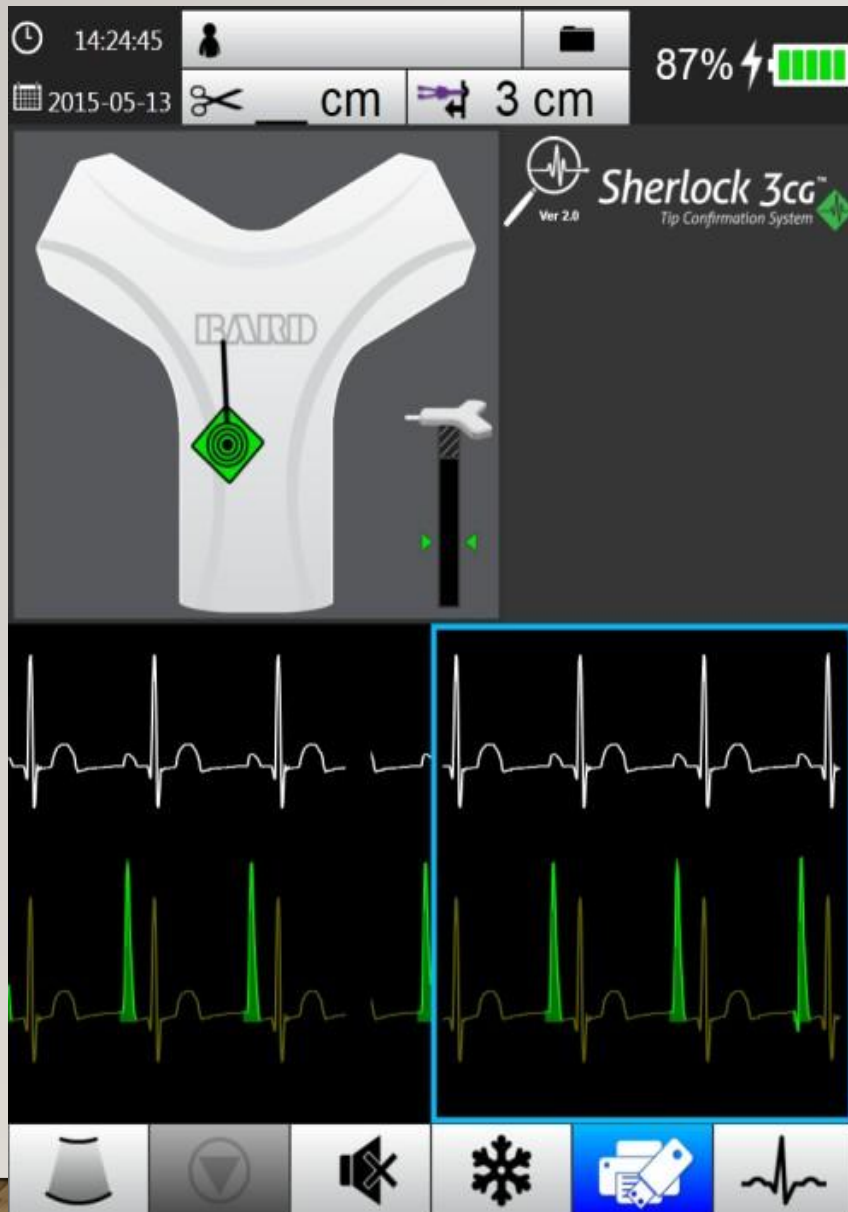 14:24:45
87%
2015-05-13
__ cm
3 cm
Sherlock 3CG™
Tip Confirmation System
Ver 2.0
BARD